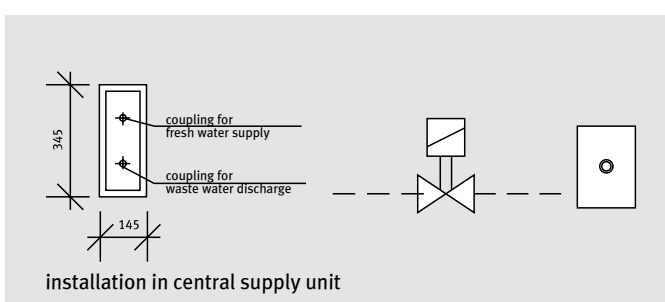 345
coupling for
fresh water supply
coupling for
waste water discharge
145
installation in central supply unit